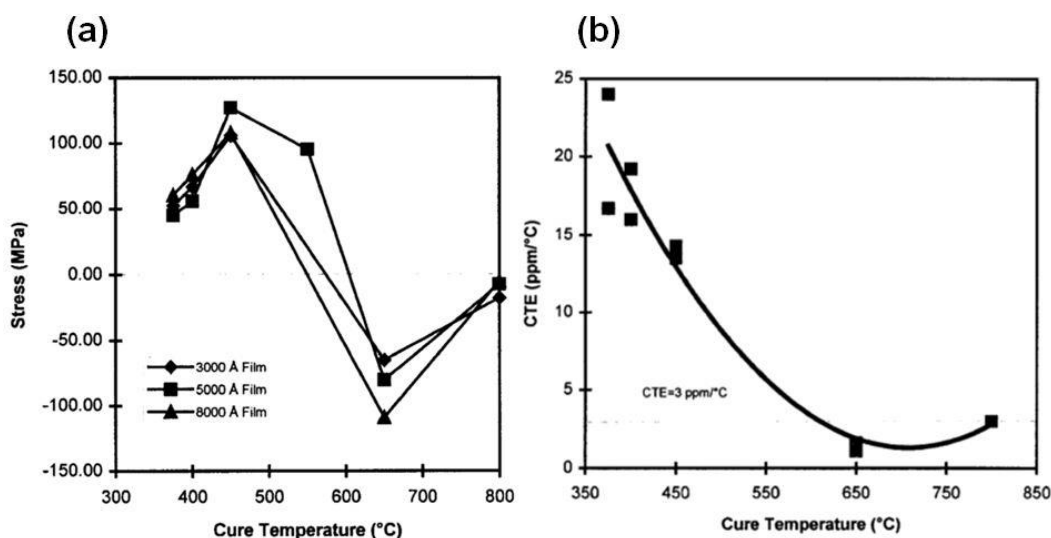 (a)
150.00
100.00
50.00
0.00
-50.00
-100.00
-150.00
Stress (MPa)
3000 Å Film
5000 Å Film
8000 Å Film
300 400 500 600 700 800
Cure Temperature (°C)
(b)
25
20
15
10
5
0
CTE (ppm/°C)
CTE=3 ppm/°C
350 450 550 650 750 850
Cure Temperature (°C)